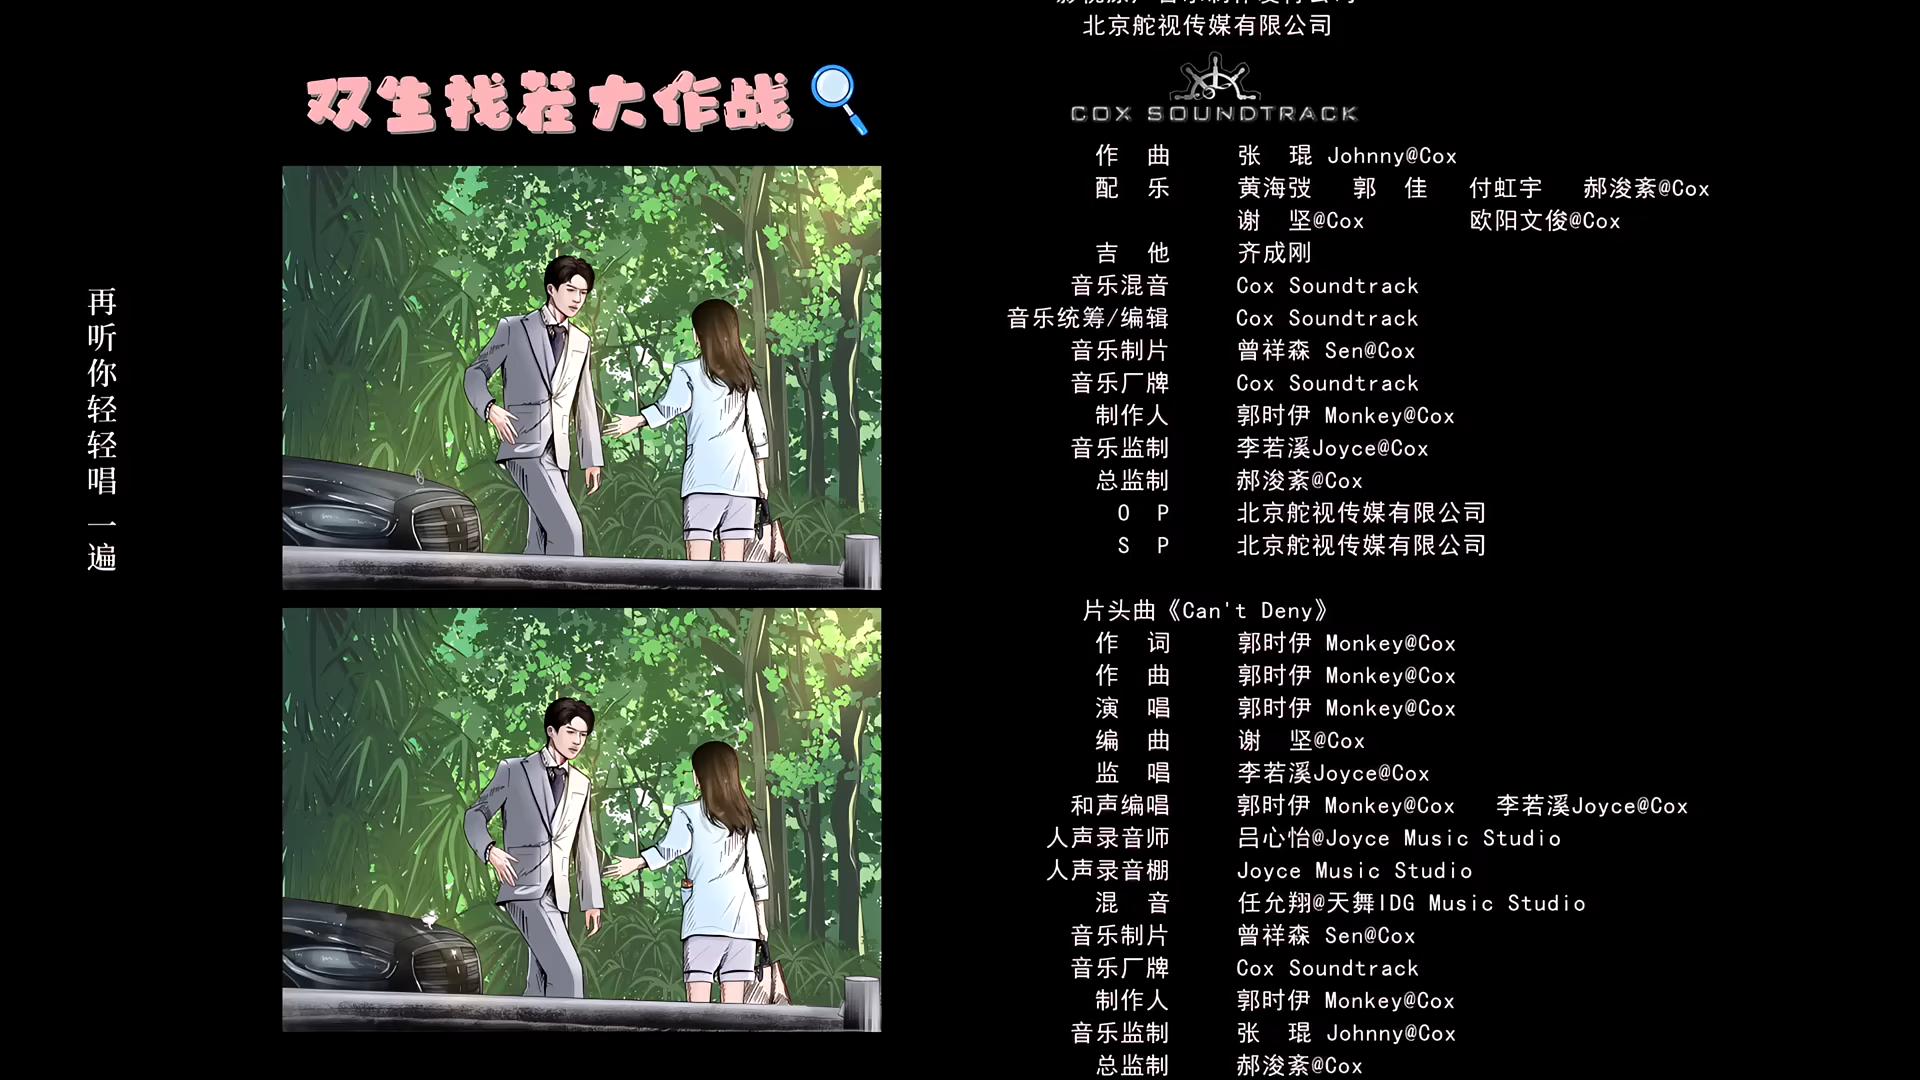 再听你轻轻唱一遍
双生找茬大作战
北京舵视传媒有限公司
COX SOUNDTRACK
作 曲 张 琨 Johnny@Cox
配 乐 黄海弢 郭 佳 付虹宇 郝浚紊@Cox
谢 坚@Cox 欧阳文俊@Cox
吉 他 齐成刚
音乐混音 Cox Soundtrack
音乐统筹/编辑 Cox Soundtrack
音乐制片 曾祥森 Sen@Cox
音乐厂牌 Cox Soundtrack
制作人 郭时伊 Monkey@Cox
音乐监制 李若溪Joyce@Cox
总监制 郝浚紊@Cox
O P 北京舵视传媒有限公司
S P 北京舵视传媒有限公司
片头曲《Can't Deny》
作 词 郭时伊 Monkey@Cox
作 曲 郭时伊 Monkey@Cox
演 唱 郭时伊 Monkey@Cox
编 曲 谢 坚@Cox
监 唱 李若溪Joyce@Cox
和声编唱 郭时伊 Monkey@Cox 李若溪Joyce@Cox
人声录音师 吕心怡@Joyce Music Studio
人声录音棚 Joyce Music Studio
混 音 任允翔@天舞IDG Music Studio
音乐制片 曾祥森 Sen@Cox
音乐厂牌 Cox Soundtrack
制作人 郭时伊 Monkey@Cox
音乐监制 张 琨 Johnny@Cox
总监制 郝浚紊@Cox